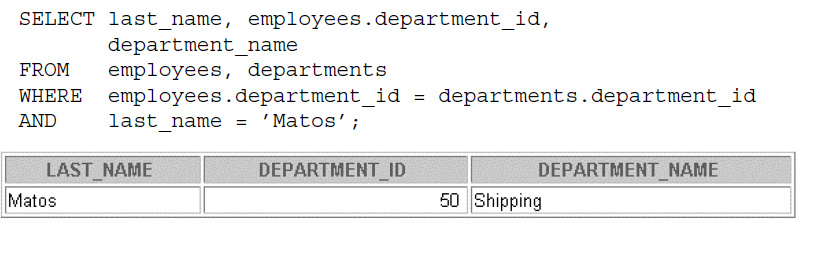 SELECT last_name, employees.department_id,
department_name
FROM employees, departments
WHERE employees.department_id = departments.department_id
AND last_name = ’Matos’;
LAST_NAME DEPARTMENT_ID DEPARTMENT_NAME
Matos 50 Shipping